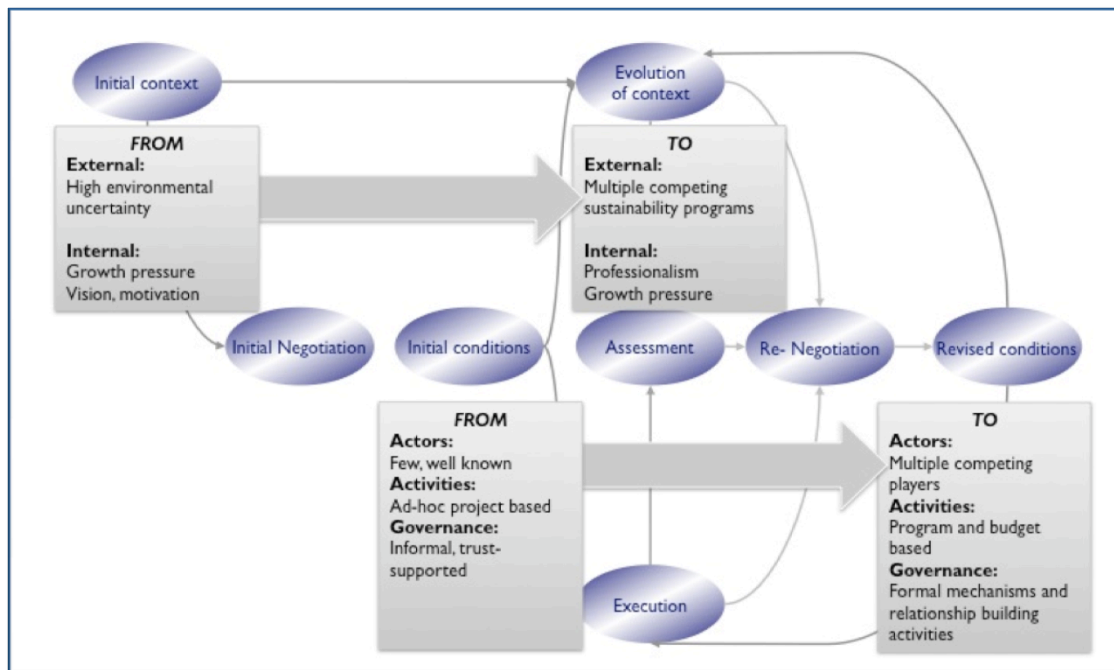 Initial context
Evolution
of context
FROM
External:
High environmental
uncertainty
Internal:
Growth pressure
Vision, motivation
TO
External:
Multiple competing
sustainability programs
Internal:
Professionalism
Growth pressure
Initial Negotiation
Initial conditions
Assessment
Re- Negotiation
Revised conditions
FROM
Actors:
Few, well known
Activities:
Ad-hoc project based
Governance:
Informal, trust-
supported
TO
Actors:
Multiple competing
players
Activities:
Program and budget
based
Governance:
Formal mechanisms and
relationship building
activities
Execution